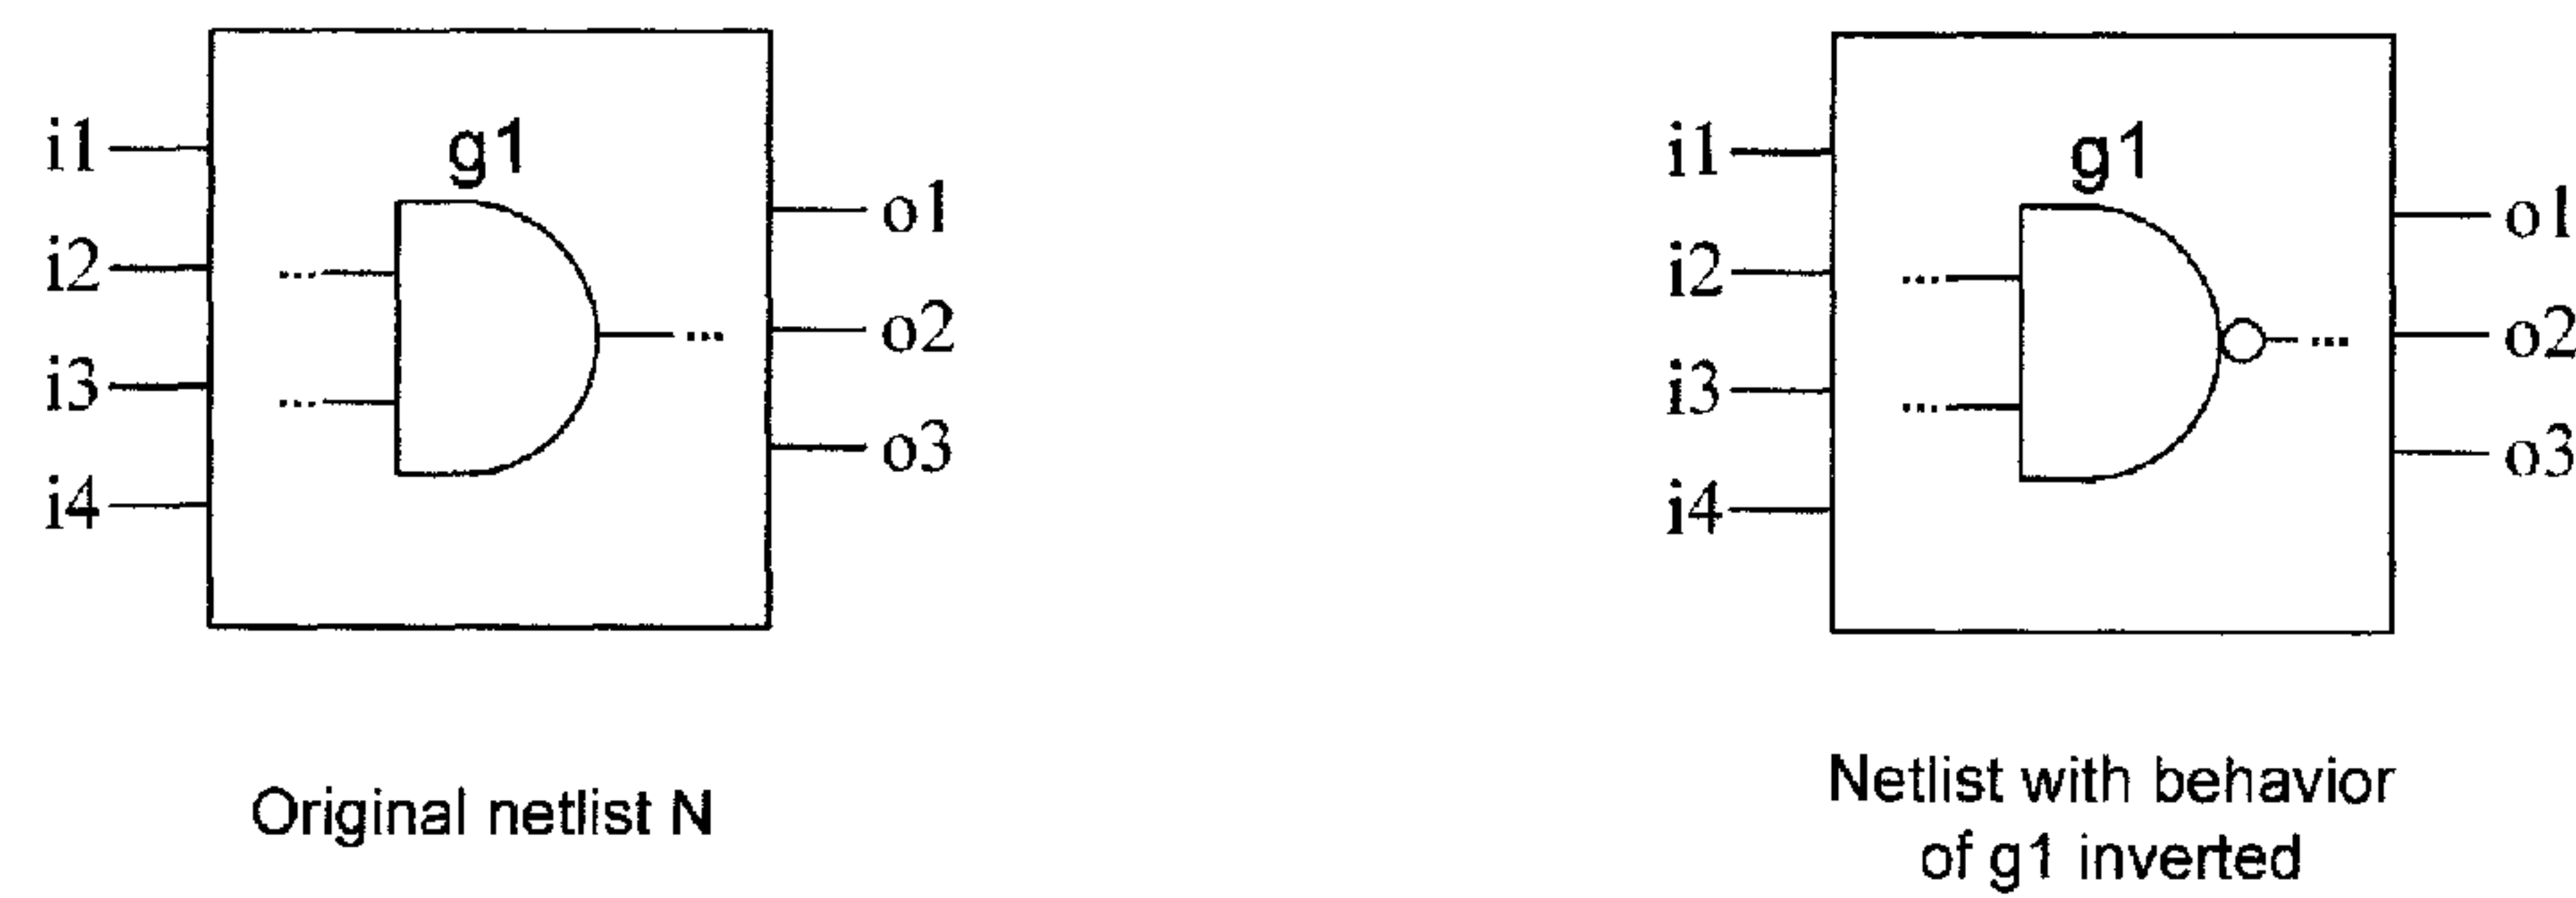 g1
i1
i2
i3
i4
...
...
...
o1
o2
o3
Original netlist N
g1
i1
i2
i3
i4
...
...
...
o1
o2
o3
Netlist with behavior
of g1 inverted